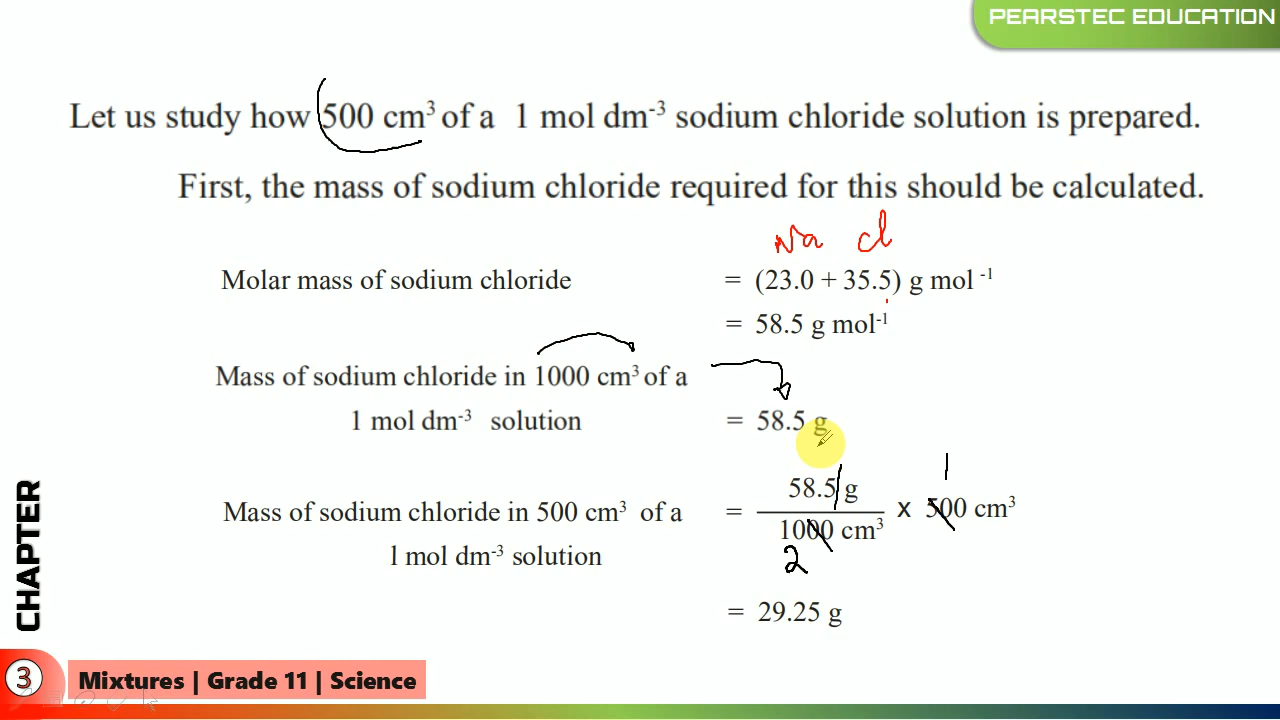 PEARSTEC EDUCATION
Let us study how 500 cm³ of a 1 mol dm⁻³ sodium chloride solution is prepared.
First, the mass of sodium chloride required for this should be calculated.
Na Cl
Molar mass of sodium chloride = (23.0 + 35.5) g mol ⁻¹
= 58.5 g mol⁻¹
Mass of sodium chloride in 1000 cm³ of a
1 mol dm⁻³ solution = 58.5 g
1
58.5 g
Mass of sodium chloride in 500 cm³ of a = x 500 cm³
1000 cm³
1 mol dm⁻³ solution
2
= 29.25 g
CHAPTER
3
Mixtures | Grade 11 | Science